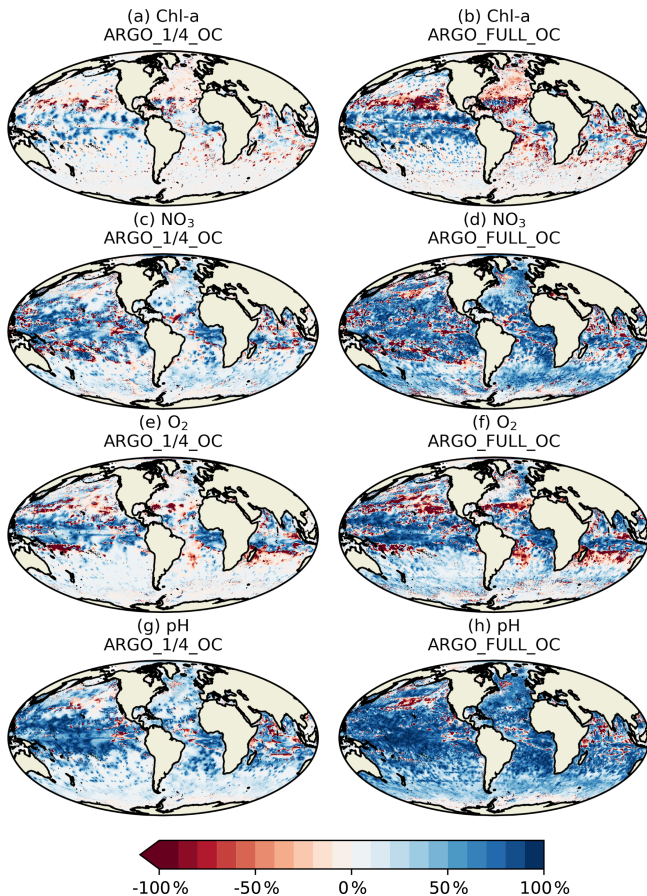 (a) Chl-a
ARGO_1/4_OC
(b) Chl-a
ARGO_FULL_OC
(c) NO₃
ARGO_1/4_OC
(d) NO₃
ARGO_FULL_OC
(e) O₂
ARGO_1/4_OC
(f) O₂
ARGO_FULL_OC
(g) pH
ARGO_1/4_OC
(h) pH
ARGO_FULL_OC
-100 % -50 % 0 % 50 % 100 %